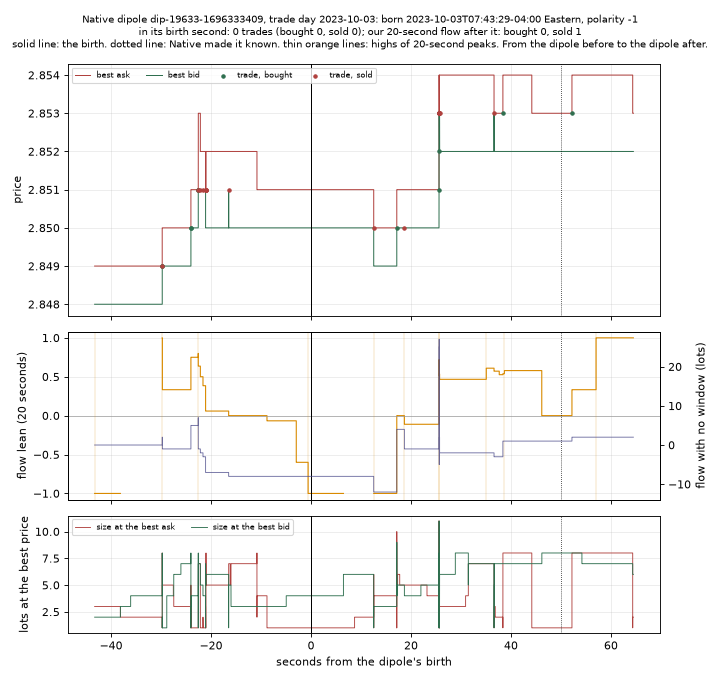 Native dipole dip-19633-1696333409, trade day 2023-10-03: born 2023-10-03T07:43:29-04:00 Eastern, polarity -1
in its birth second: 0 trades (bought 0, sold 0); our 20-second flow after it: bought 0, sold 1
solid line: the birth. dotted line: Native made it known. thin orange lines: highs of 20-second peaks. From the dipole before to the dipole after.
best ask
best bid
trade, bought
trade, sold
2.854
2.853
2.852
2.851
2.850
2.849
2.848
price
1.0
0.5
0.0
−0.5
−1.0
flow lean (20 seconds)
20
10
0
−10
flow with no window (lots)
size at the best ask
size at the best bid
10.0
7.5
5.0
2.5
lots at the best price
−40
−20
0
20
40
60
seconds from the dipole's birth